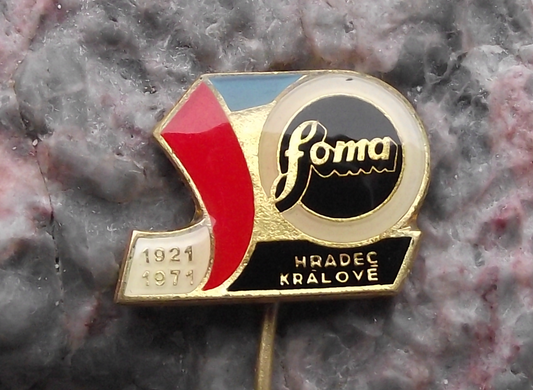 foma
1921
1971
HRADEC
KRÁLOVÉ